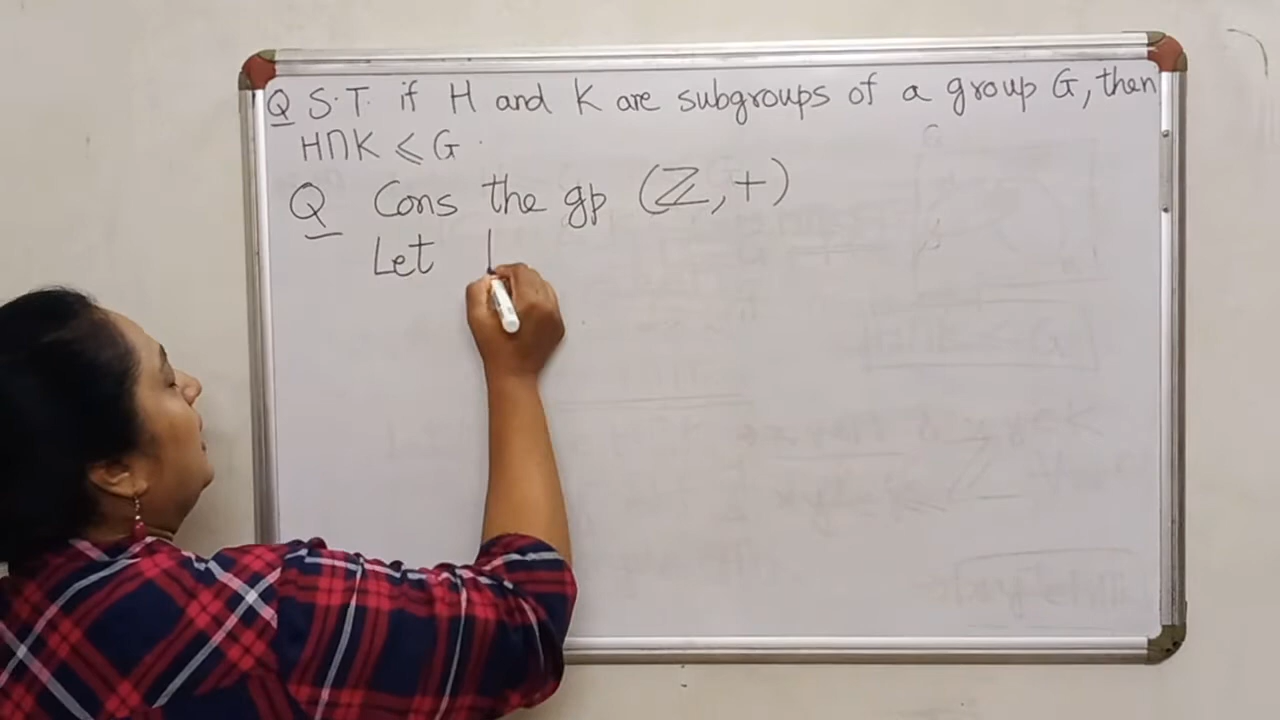 Q S.T. if H and K are subgroups of a group G, then
H∩K ⩽ G.
Q Cons the gp (ℤ,+)
Let